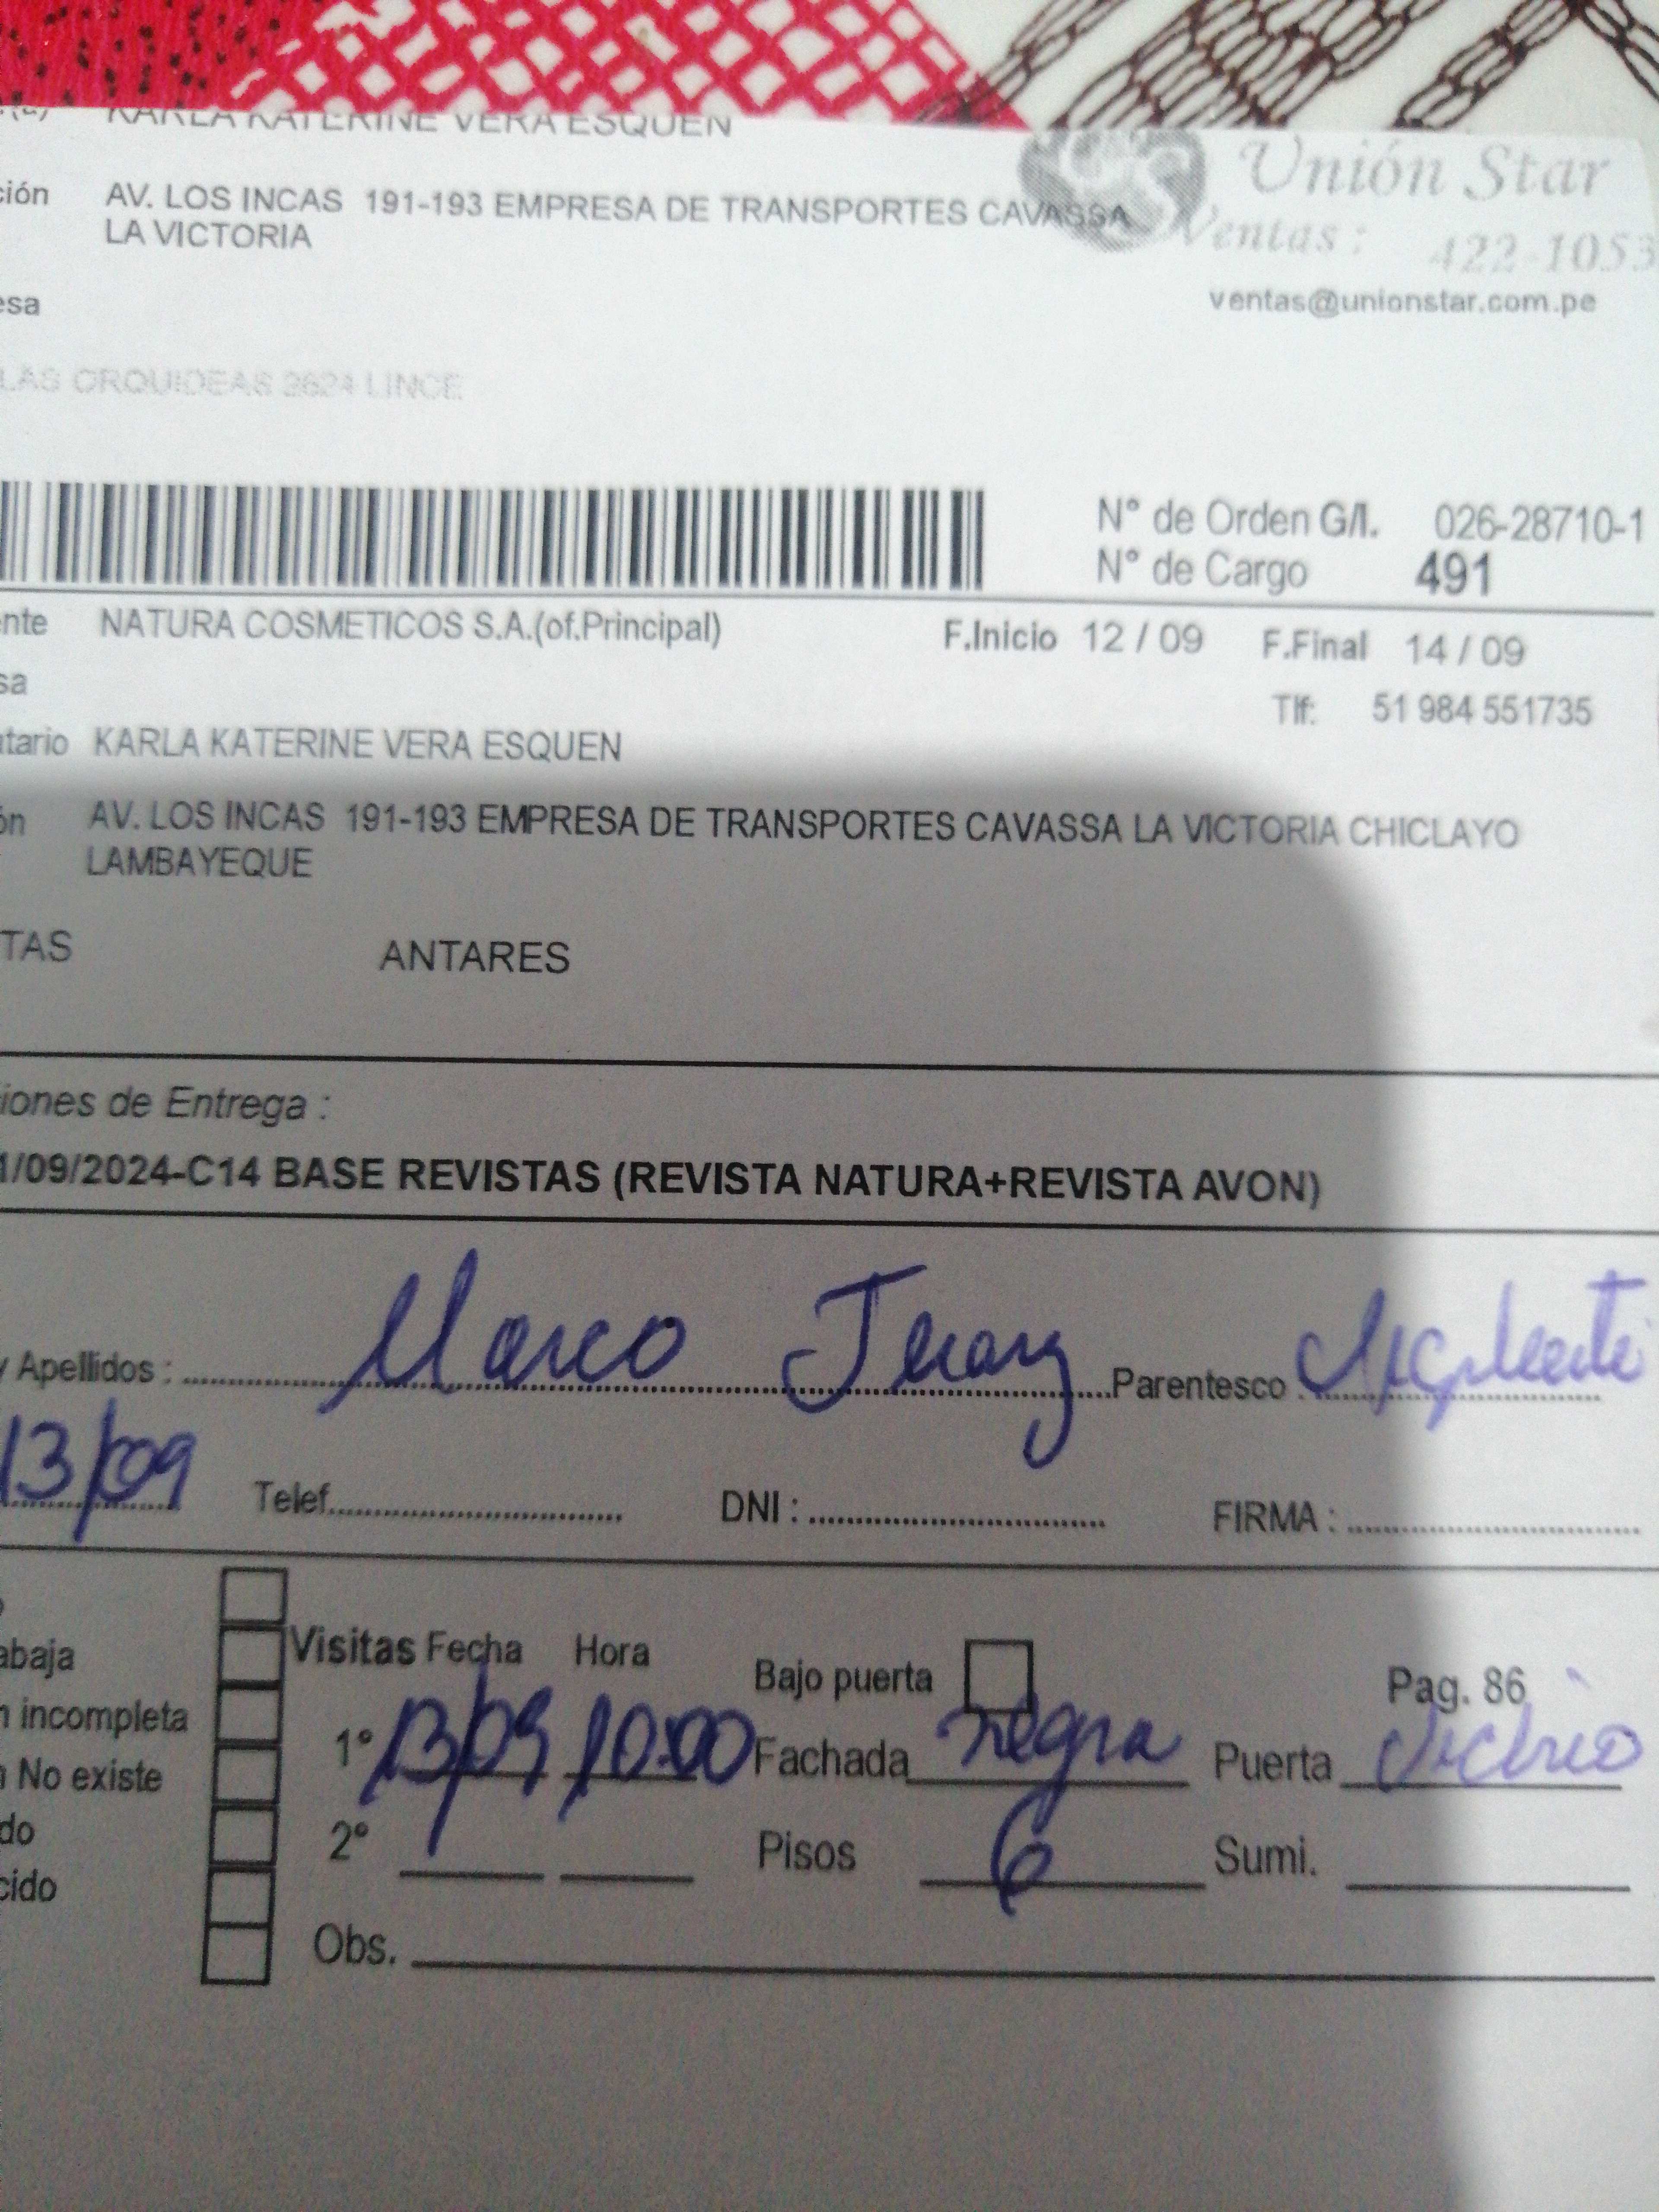 KARLA KATERINE VERA ESQUEN
ción AV. LOS INCAS 191-193 EMPRESA DE TRANSPORTES CAVASSA
LA VICTORIA
Unión Star
Ventas : 422-1053
ventas@unionstar.com.pe
esa
LAS ORQUIDEAS 2624 LINCE
N° de Orden G/I. 026-28710-1
N° de Cargo 491
nte NATURA COSMETICOS S.A.(of.Principal) F.Inicio 12 / 09 F.Final 14 / 09
sa
Tlf: 51 984 551735
atario KARLA KATERINE VERA ESQUEN
ón AV. LOS INCAS 191-193 EMPRESA DE TRANSPORTES CAVASSA LA VICTORIA CHICLAYO
LAMBAYEQUE
TAS ANTARES
iones de Entrega :
1/09/2024-C14 BASE REVISTAS (REVISTA NATURA+REVISTA AVON)
y Apellidos : Marco Parentesco
13/09 Telef. DNI : FIRMA :
abaja
n incompleta
n No existe
do
cido
Visitas Fecha Hora Bajo puerta Pag. 86
1° 13/09 10:00 Fachada negra Puerta vidrio
2° Pisos 6 Sumi.
Obs.